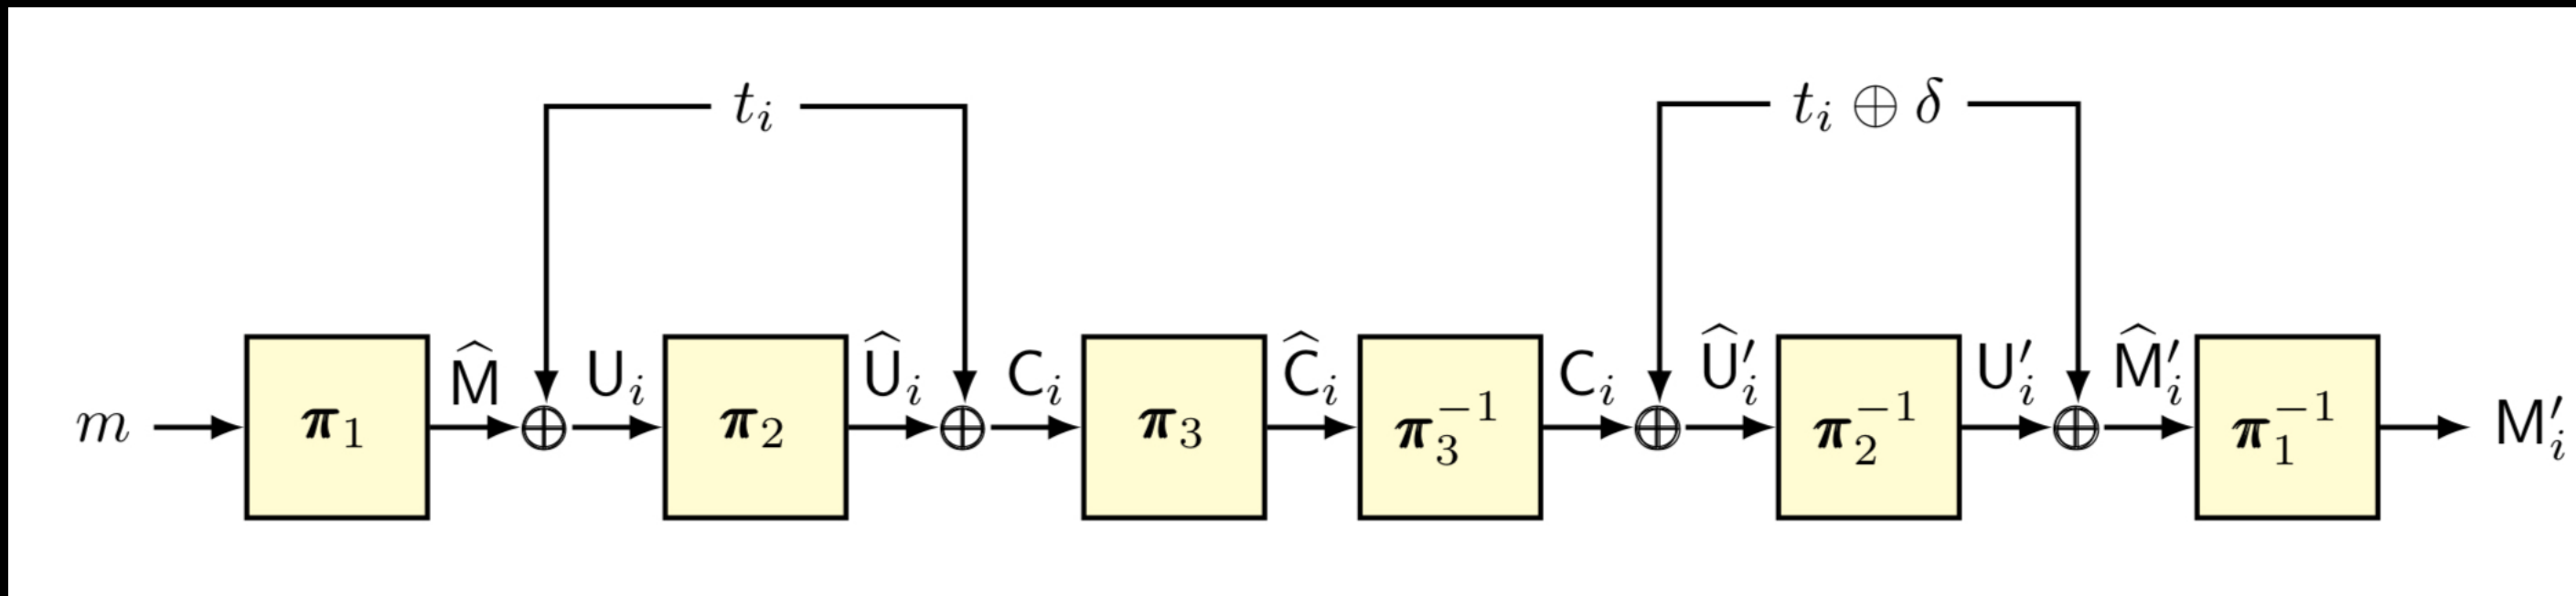 t_i t_i ⊕ δ
m π_1 M̂ U_i π_2 Û_i C_i π_3 Ĉ_i π_3^{-1} C_i Û′_i π_2^{-1} U′_i M̂′_i π_1^{-1} M′_i